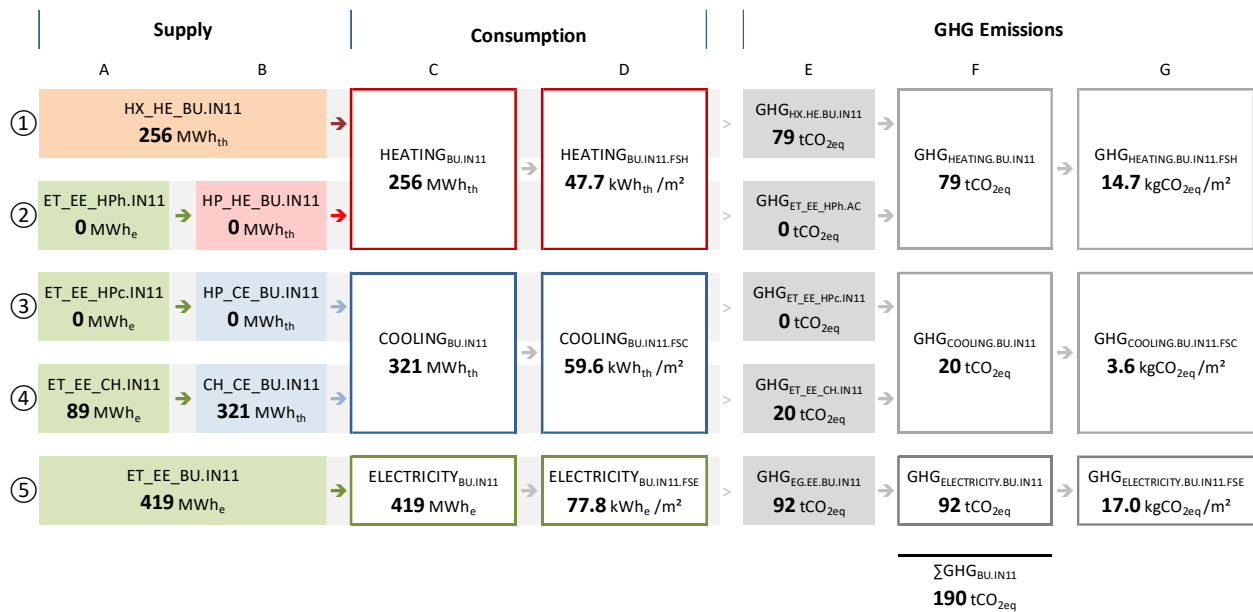 Supply
Consumption
GHG Emissions
A
B
C
D
E
F
G
①
HX_HE_BU.IN11
256 MWhth
HEATINGBU.IN11
256 MWhth
HEATINGBU.IN11.FSH
47.7 kWhth /m²
>
GHGHX.HE.BU.IN11
79 tCO2eq
GHGHEATING.BU.IN11
79 tCO2eq
GHGHEATING.BU.IN11.FSH
14.7 kgCO2eq /m²
②
ET_EE_HPh.IN11
0 MWhe
HP_HE_BU.IN11
0 MWhth
>
GHGET_EE_HPh.AC
0 tCO2eq
③
ET_EE_HPc.IN11
0 MWhe
HP_CE_BU.IN11
0 MWhth
COOLINGBU.IN11
321 MWhth
COOLINGBU.IN11.FSC
59.6 kWhth /m²
>
GHGET_EE_HPc.IN11
0 tCO2eq
GHGCOOLING.BU.IN11
20 tCO2eq
GHGCOOLING.BU.IN11.FSC
3.6 kgCO2eq /m²
④
ET_EE_CH.IN11
89 MWhe
CH_CE_BU.IN11
321 MWhth
>
GHGET_EE_CH.IN11
20 tCO2eq
⑤
ET_EE_BU.IN11
419 MWhe
ELECTRICITYBU.IN11
419 MWhe
ELECTRICITYBU.IN11.FSE
77.8 kWhe /m²
>
GHGEG.EE.BU.IN11
92 tCO2eq
GHGELECTRICITY.BU.IN11
92 tCO2eq
GHGELECTRICITY.BU.IN11.FSE
17.0 kgCO2eq /m²
∑GHGBU.IN11
190 tCO2eq